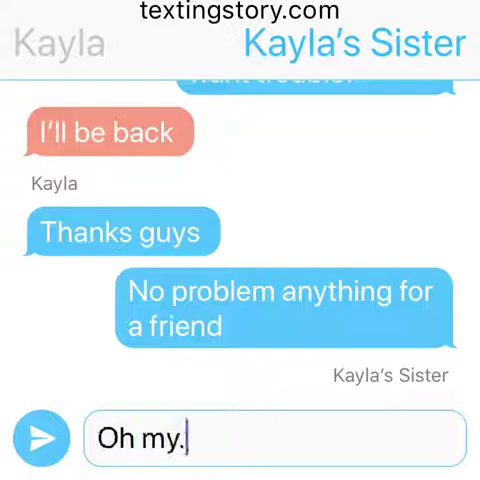 textingstory.com
Kayla Kayla's Sister
I'll be back
Kayla
Thanks guys
No problem anything for
a friend
Kayla's Sister
Oh my.